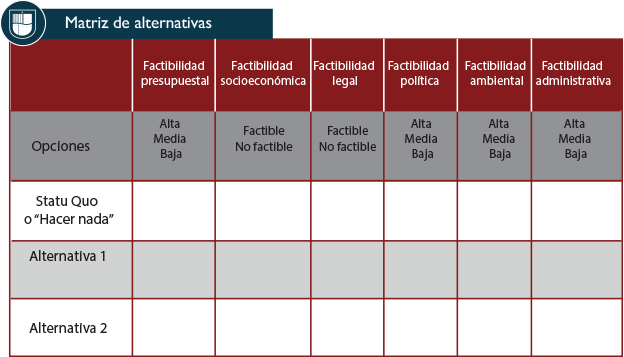 Matriz de alternativas
Factibilidad presupuestal
Factibilidad socioeconómica
Factibilidad legal
Factibilidad política
Factibilidad ambiental
Factibilidad administrativa
Opciones
Alta
Media
Baja
Factible
No factible
Factible
No factible
Alta
Media
Baja
Alta
Media
Baja
Alta
Media
Baja
Statu Quo
o “Hacer nada”
Alternativa 1
Alternativa 2